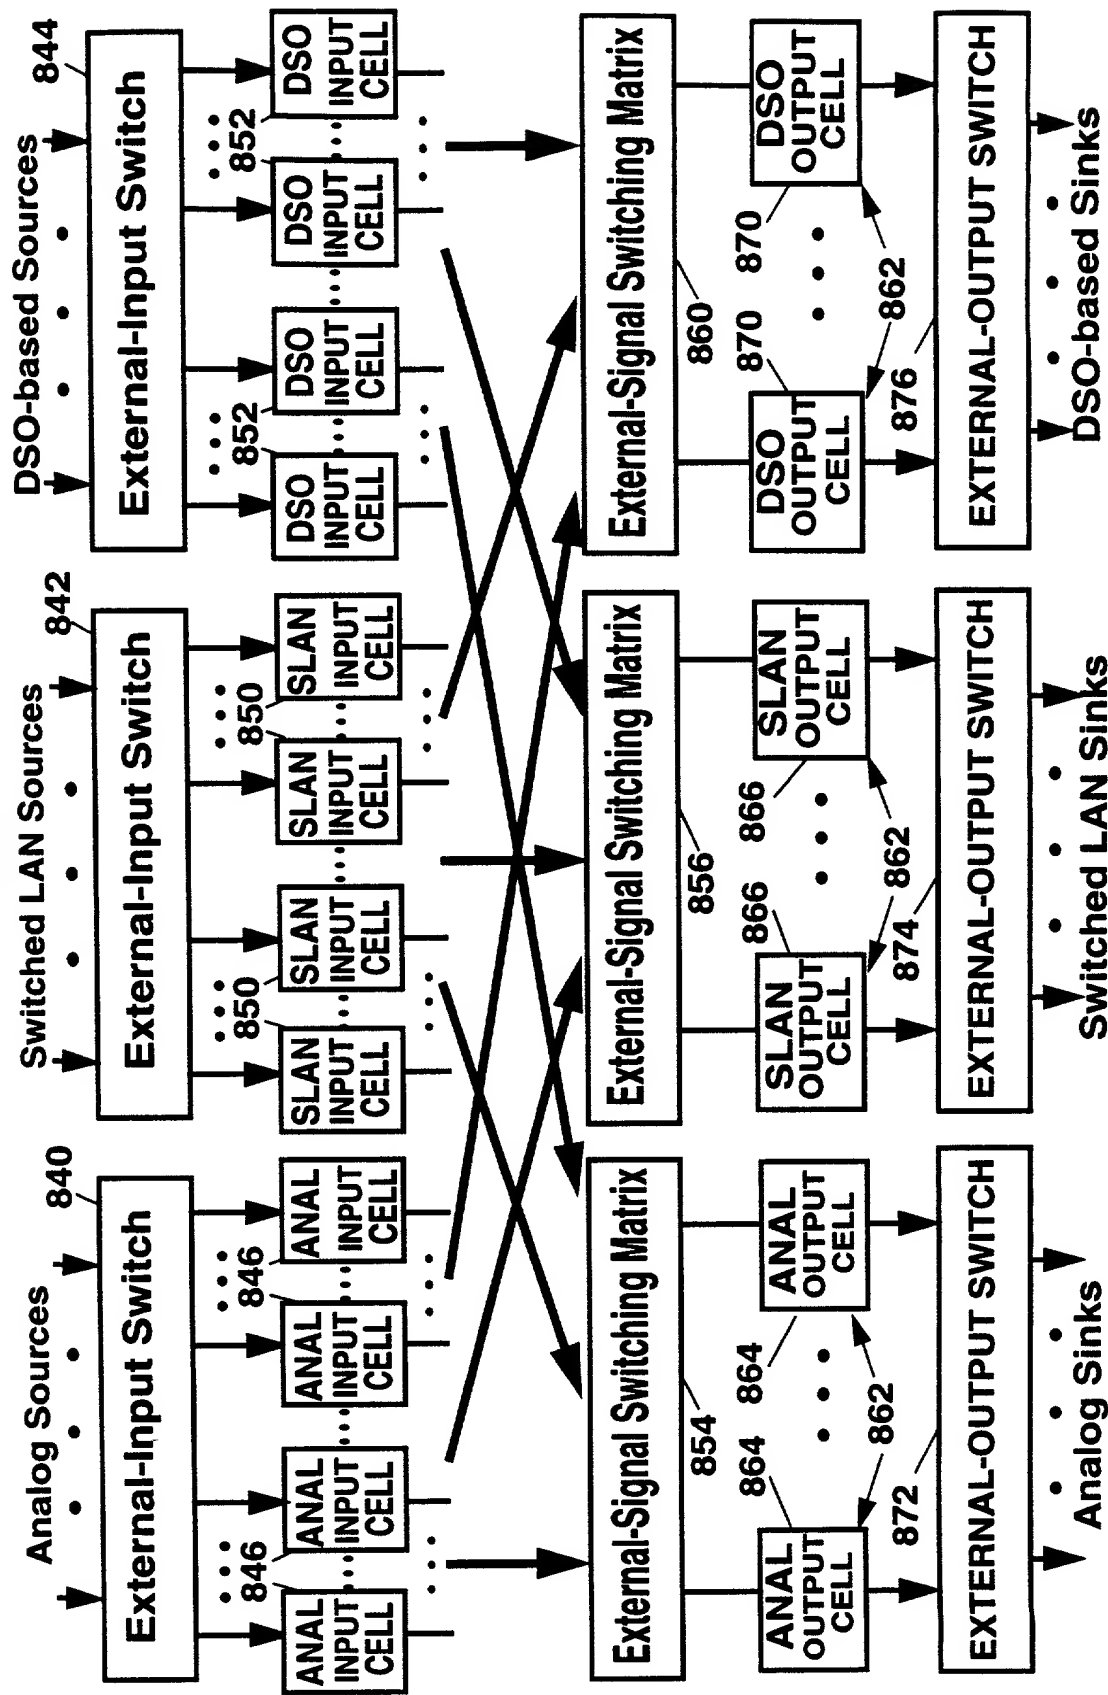 Analog Sources
Switched LAN Sources
DSO-based Sources
840
842
844
External-Input Switch
External-Input Switch
External-Input Switch
846
846
850
850
852
852
ANAL
INPUT
CELL
ANAL
INPUT
CELL
ANAL
INPUT
CELL
ANAL
INPUT
CELL
SLAN
INPUT
CELL
SLAN
INPUT
CELL
SLAN
INPUT
CELL
SLAN
INPUT
CELL
DSO
INPUT
CELL
DSO
INPUT
CELL
DSO
INPUT
CELL
DSO
INPUT
CELL
External-Signal Switching Matrix
External-Signal Switching Matrix
External-Signal Switching Matrix
854
856
860
864
864
866
866
870
870
ANAL
OUTPUT
CELL
ANAL
OUTPUT
CELL
SLAN
OUTPUT
CELL
SLAN
OUTPUT
CELL
DSO
OUTPUT
CELL
DSO
OUTPUT
CELL
862
862
862
872
874
876
EXTERNAL-OUTPUT SWITCH
EXTERNAL-OUTPUT SWITCH
EXTERNAL-OUTPUT SWITCH
Analog Sinks
Switched LAN Sinks
DSO-based Sinks